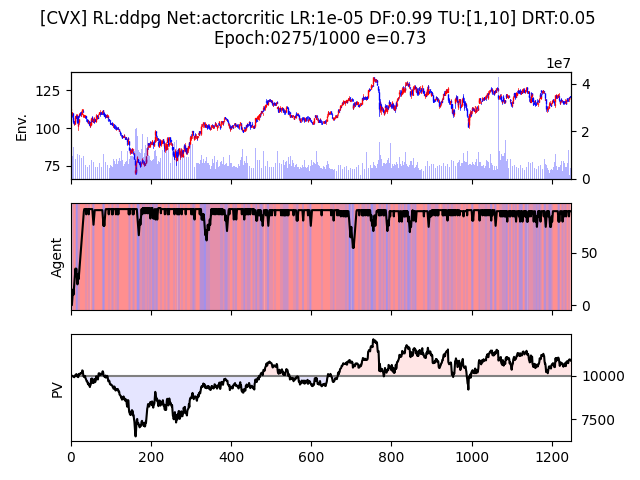 [CVX] RL:ddpg Net:actorcritic LR:1e-05 DF:0.99 TU:[1,10] DRT:0.05
Epoch:0275/1000 e=0.73
1e7
125
100
75
Env.
4
2
0
Agent
50
0
PV
10000
7500
0 200 400 600 800 1000 1200